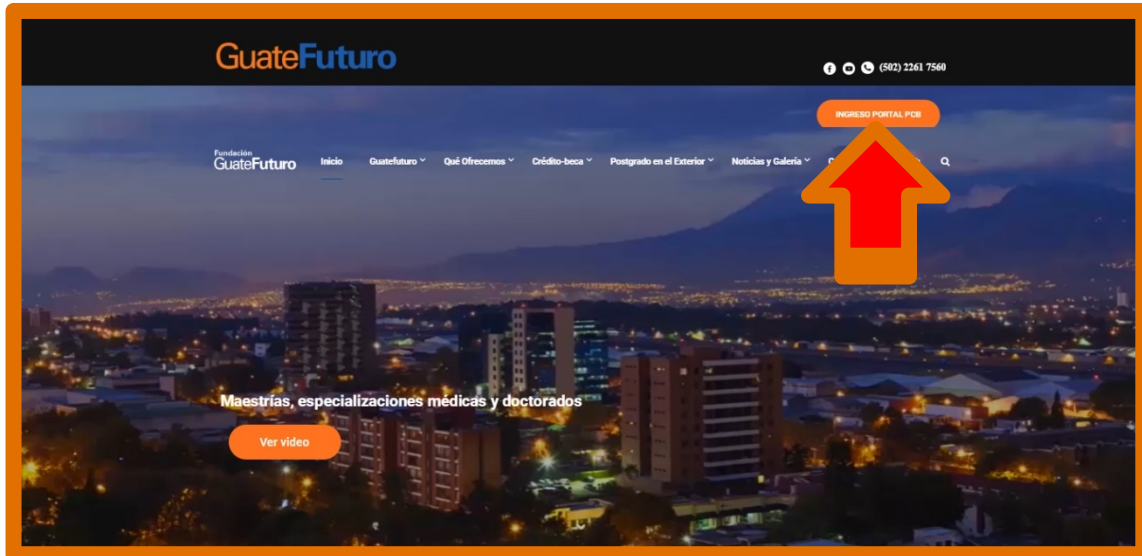 GuateFuturo
(502) 2261 7560
INGRESO PORTAL PCB
Fundación
GuateFuturo Inicio Guatefuturo Qué Ofrecemos Crédito-beca Postgrado en el Exterior Noticias y Galería
Maestrías, especializaciones médicas y doctorados
Ver video